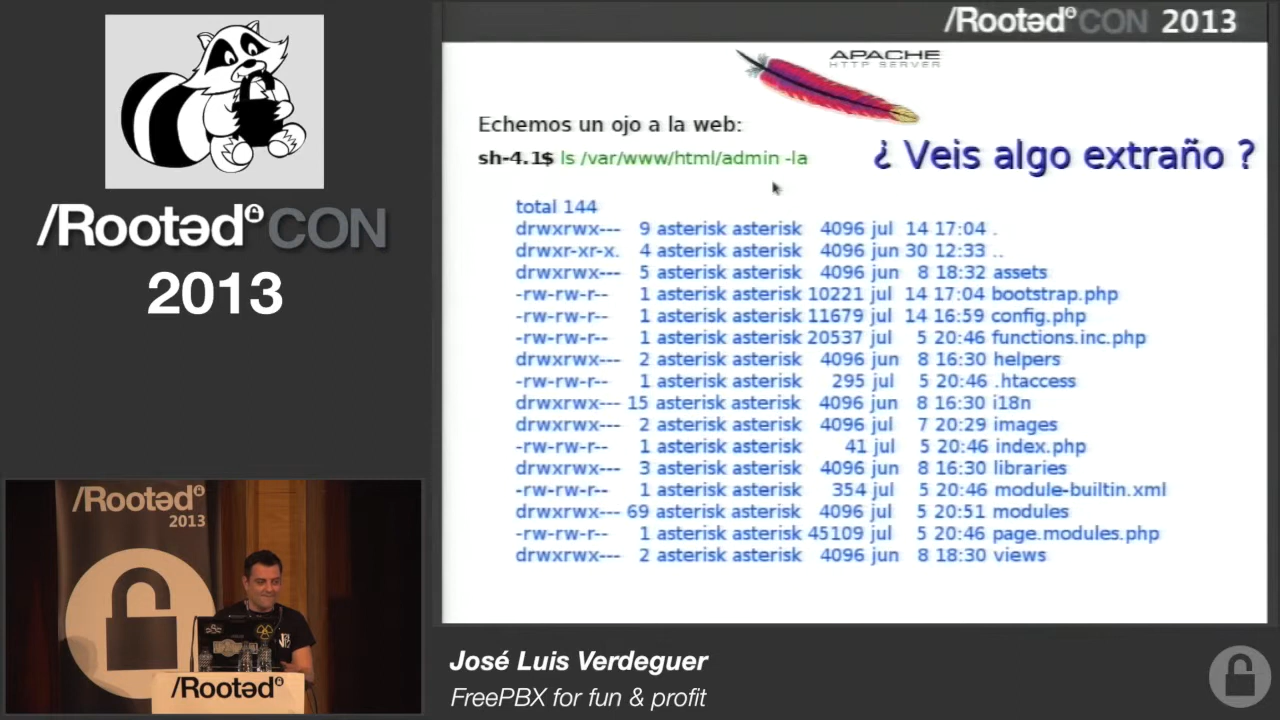 /RootedCON
2013
/RootedCON 2013
APACHE
HTTP SERVER
Echemos un ojo a la web:
sh-4.1$ ls /var/www/html/admin -la
¿ Veis algo extraño ?
total 144
drwxrwx--- 9 asterisk asterisk 4096 jul 14 17:04 .
drwxr-xr-x. 4 asterisk asterisk 4096 jun 30 12:33 ..
drwxrwx--- 5 asterisk asterisk 4096 jun 8 18:32 assets
-rw-rw-r-- 1 asterisk asterisk 10221 jul 14 17:04 bootstrap.php
-rw-rw-r-- 1 asterisk asterisk 11679 jul 14 16:59 config.php
-rw-rw-r-- 1 asterisk asterisk 20537 jul 5 20:46 functions.inc.php
drwxrwx--- 2 asterisk asterisk 4096 jun 8 16:30 helpers
-rw-rw-r-- 1 asterisk asterisk 295 jul 5 20:46 .htaccess
drwxrwx--- 15 asterisk asterisk 4096 jun 8 16:30 i18n
drwxrwx--- 2 asterisk asterisk 4096 jul 7 20:29 images
-rw-rw-r-- 1 asterisk asterisk 41 jul 5 20:46 index.php
drwxrwx--- 3 asterisk asterisk 4096 jun 8 16:30 libraries
-rw-rw-r-- 1 asterisk asterisk 354 jul 5 20:46 module-builtin.xml
drwxrwx--- 69 asterisk asterisk 4096 jul 5 20:51 modules
-rw-rw-r-- 1 asterisk asterisk 45109 jul 5 20:46 page.modules.php
drwxrwx--- 2 asterisk asterisk 4096 jun 8 18:30 views
/Rooted
2013
/Rooted
José Luis Verdeguer
FreePBX for fun & profit